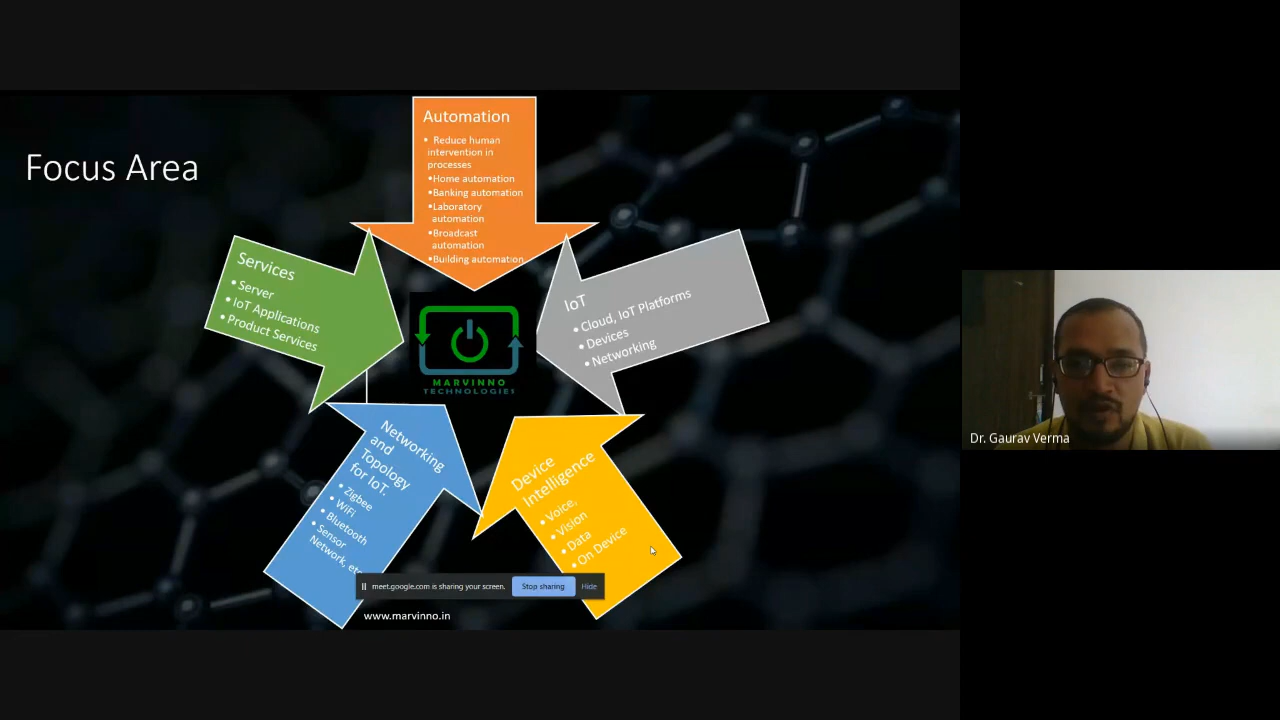 Focus Area
Automation
• Reduce human
intervention in
processes
•Home automation
•Banking automation
•Laboratory
automation
•Broadcast
automation
•Building automation
Services
• Server
• IoT Applications
• Product Services
IoT
• Cloud, IoT Platforms
• Devices
• Networking
MARVINNO
TECHNOLOGIES
Networking
and
Topology
for IoT.
• Zigbee
• WiFi
• Bluetooth
• Sensor
Network, etc
Device
Intelligence
• Voice,
• Vision
• Data
• On Device
meet.google.com is sharing your screen.
Stop sharing
Hide
www.marvinno.in
Dr. Gaurav Verma